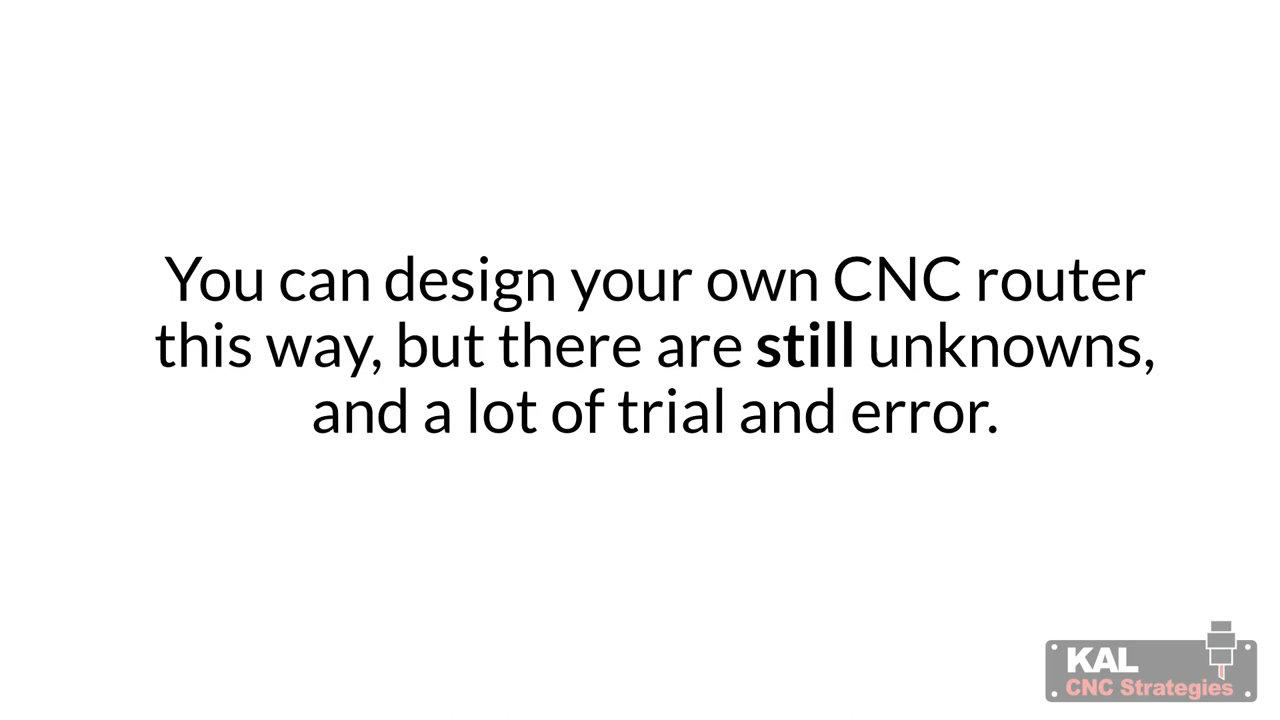 You can design your own CNC router
this way, but there are still unknowns,
and a lot of trial and error.
KAL
CNC Strategies